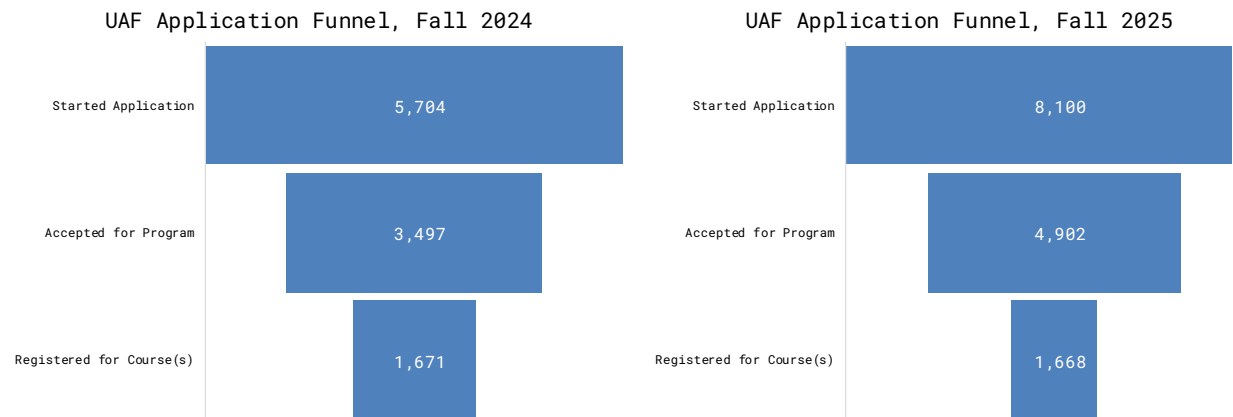 UAF Application Funnel, Fall 2024
Started Application
5,704
Accepted for Program
3,497
Registered for Course(s)
1,671
UAF Application Funnel, Fall 2025
Started Application
8,100
Accepted for Program
4,902
Registered for Course(s)
1,668